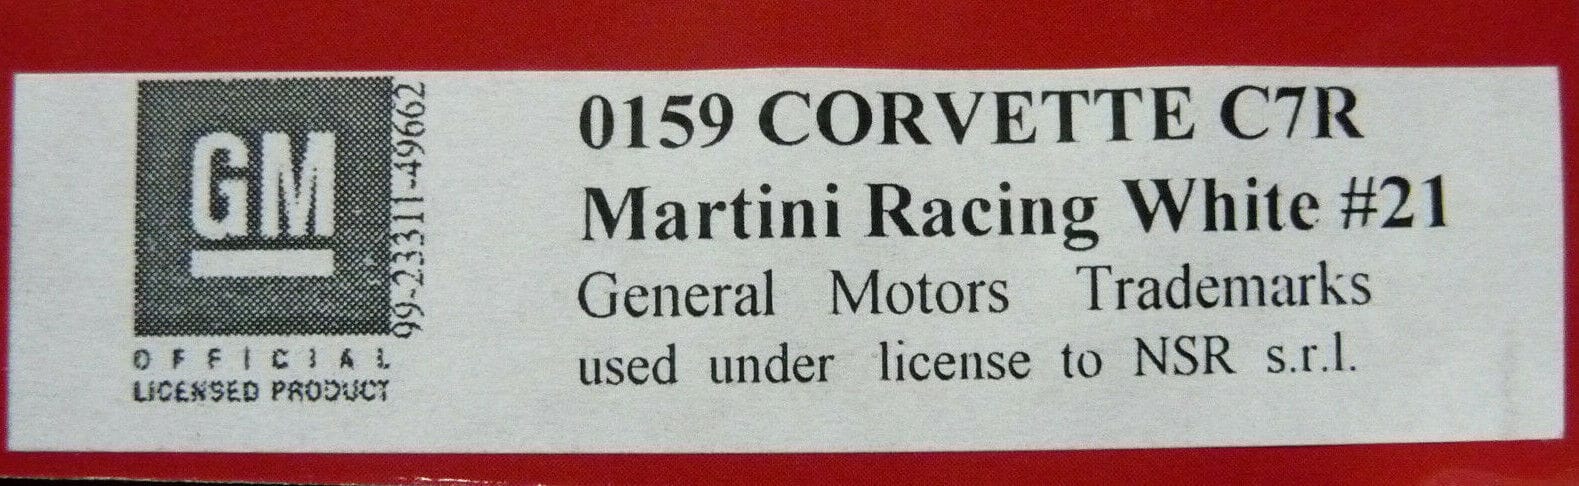 GM
99-23311-49662
OFFICIAL
LICENSED PRODUCT
0159 CORVETTE C7R
Martini Racing White #21
General Motors Trademarks
used under license to NSR s.r.l.